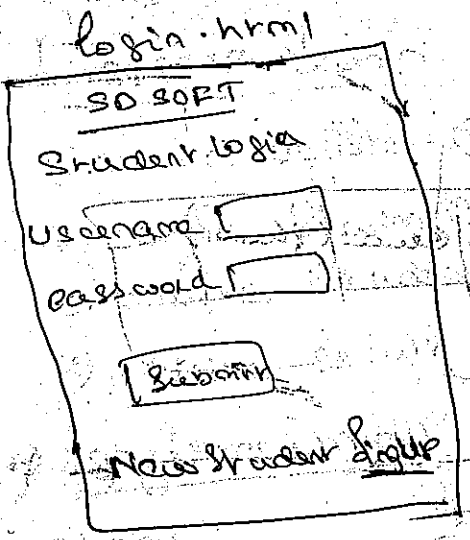 login.html
SD SOFT
Student Login
username
password
Submit
New Student SignUp